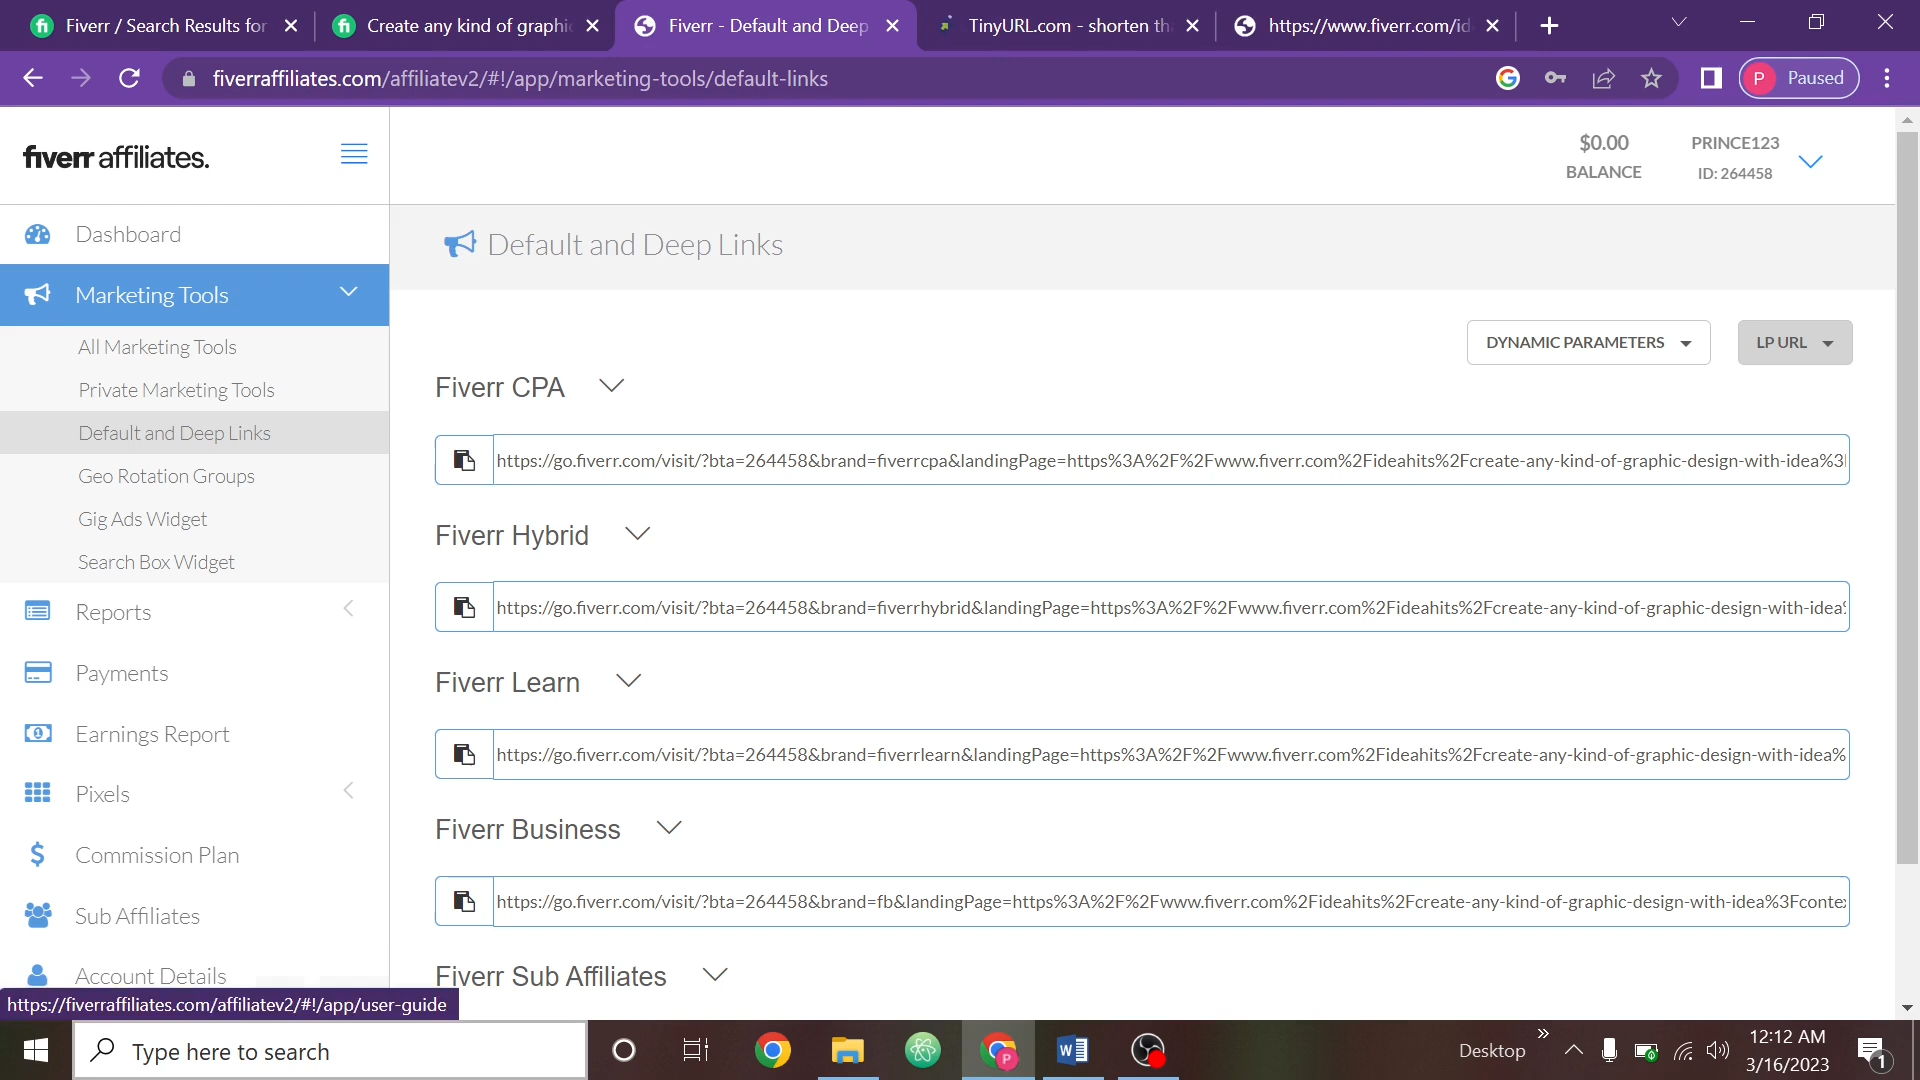 Fiverr / Search Results for
Create any kind of graphic
Fiverr - Default and Deep
TinyURL.com - shorten th
https://www.fiverr.com/id
fiverraffiliates.com/affiliatev2/#!/app/marketing-tools/default-links
P
Paused
fiverr affiliates.
$0.00
BALANCE
PRINCE123
ID: 264458
Dashboard
Marketing Tools
All Marketing Tools
Private Marketing Tools
Default and Deep Links
Geo Rotation Groups
Gig Ads Widget
Search Box Widget
Reports
Payments
Earnings Report
Pixels
Commission Plan
Sub Affiliates
Account Details
https://fiverraffiliates.com/affiliatev2/#!/app/user-guide
Default and Deep Links
DYNAMIC PARAMETERS
LP URL
Fiverr CPA
https://go.fiverr.com/visit/?bta=264458&brand=fiverrcpa&landingPage=https%3A%2F%2Fwww.fiverr.com%2Fideahits%2Fcreate-any-kind-of-graphic-design-with-idea%3
Fiverr Hybrid
https://go.fiverr.com/visit/?bta=264458&brand=fiverrhybrid&landingPage=https%3A%2F%2Fwww.fiverr.com%2Fideahits%2Fcreate-any-kind-of-graphic-design-with-idea
Fiverr Learn
https://go.fiverr.com/visit/?bta=264458&brand=fiverrlearn&landingPage=https%3A%2F%2Fwww.fiverr.com%2Fideahits%2Fcreate-any-kind-of-graphic-design-with-idea%
Fiverr Business
https://go.fiverr.com/visit/?bta=264458&brand=fb&landingPage=https%3A%2F%2Fwww.fiverr.com%2Fideahits%2Fcreate-any-kind-of-graphic-design-with-idea%3Fconte
Fiverr Sub Affiliates
Type here to search
Desktop
12:12 AM
3/16/2023
1